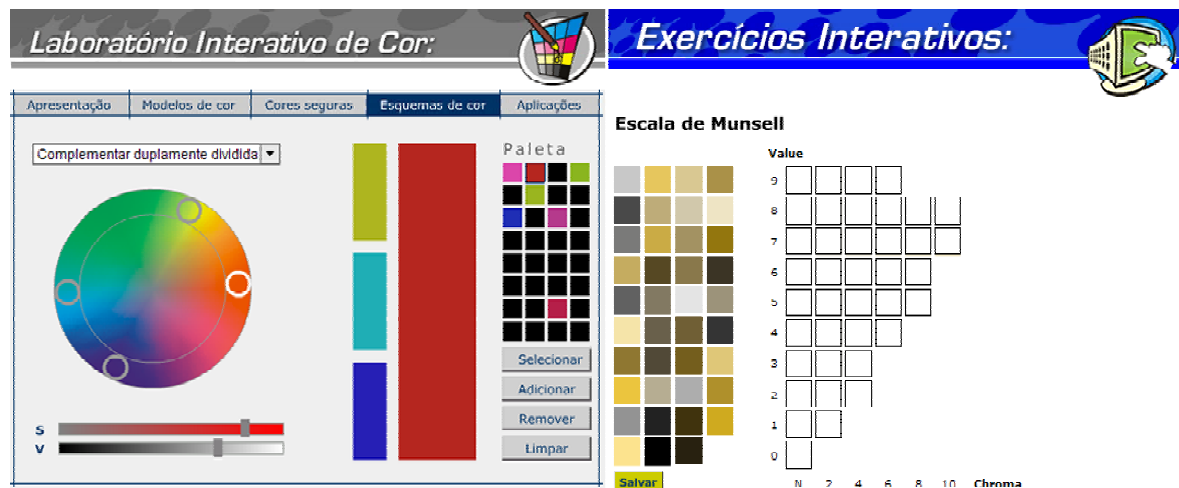 Laboratório Interativo de Cor:
Apresentação Modelos de cor Cores seguras Esquemas de cor Aplicações
Complementar duplamente dividida
Paleta
Selecionar
Adicionar
Remover
Limpar
S
V
Exercícios Interativos:
Escala de Munsell
Value
9
8
7
6
5
4
3
2
1
0
N 2 4 6 8 10 Chroma
Salvar